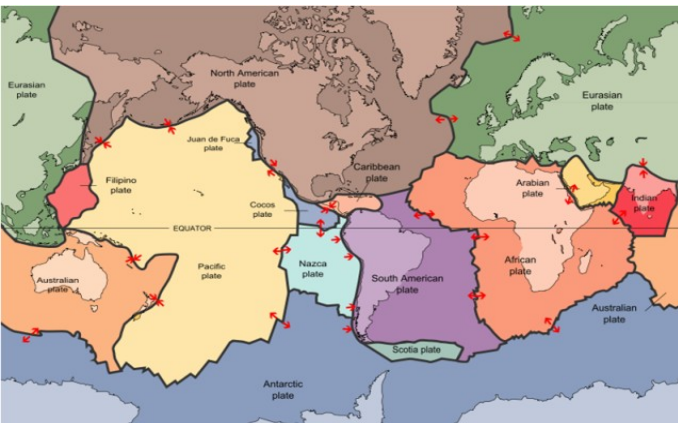 North American
plate
Eurasian
plate
Eurasian
plate
Juan de Fuca
plate
Caribbean
plate
Filipino
plate
Arabian
plate
Indian
plate
Cocos
plate
EQUATOR
Pacific
plate
Nazca
plate
South American
plate
African
plate
Australian
plate
Australian
plate
Scotia plate
Antarctic
plate